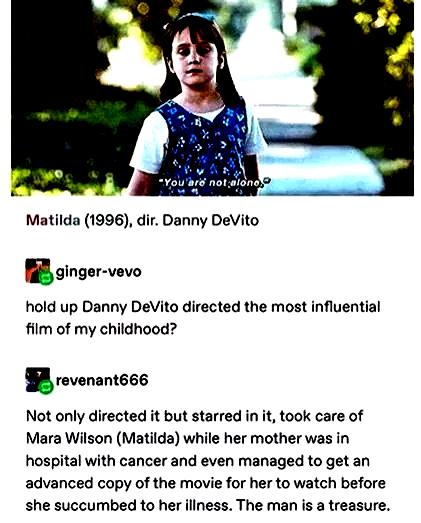 "You are not alone."
Matilda (1996), dir. Danny DeVito
ginger-vevo
hold up Danny DeVito directed the most influential
film of my childhood?
revenant666
Not only directed it but starred in it, took care of
Mara Wilson (Matilda) while her mother was in
hospital with cancer and even managed to get an
advanced copy of the movie for her to watch before
she succumbed to her illness. The man is a treasure.